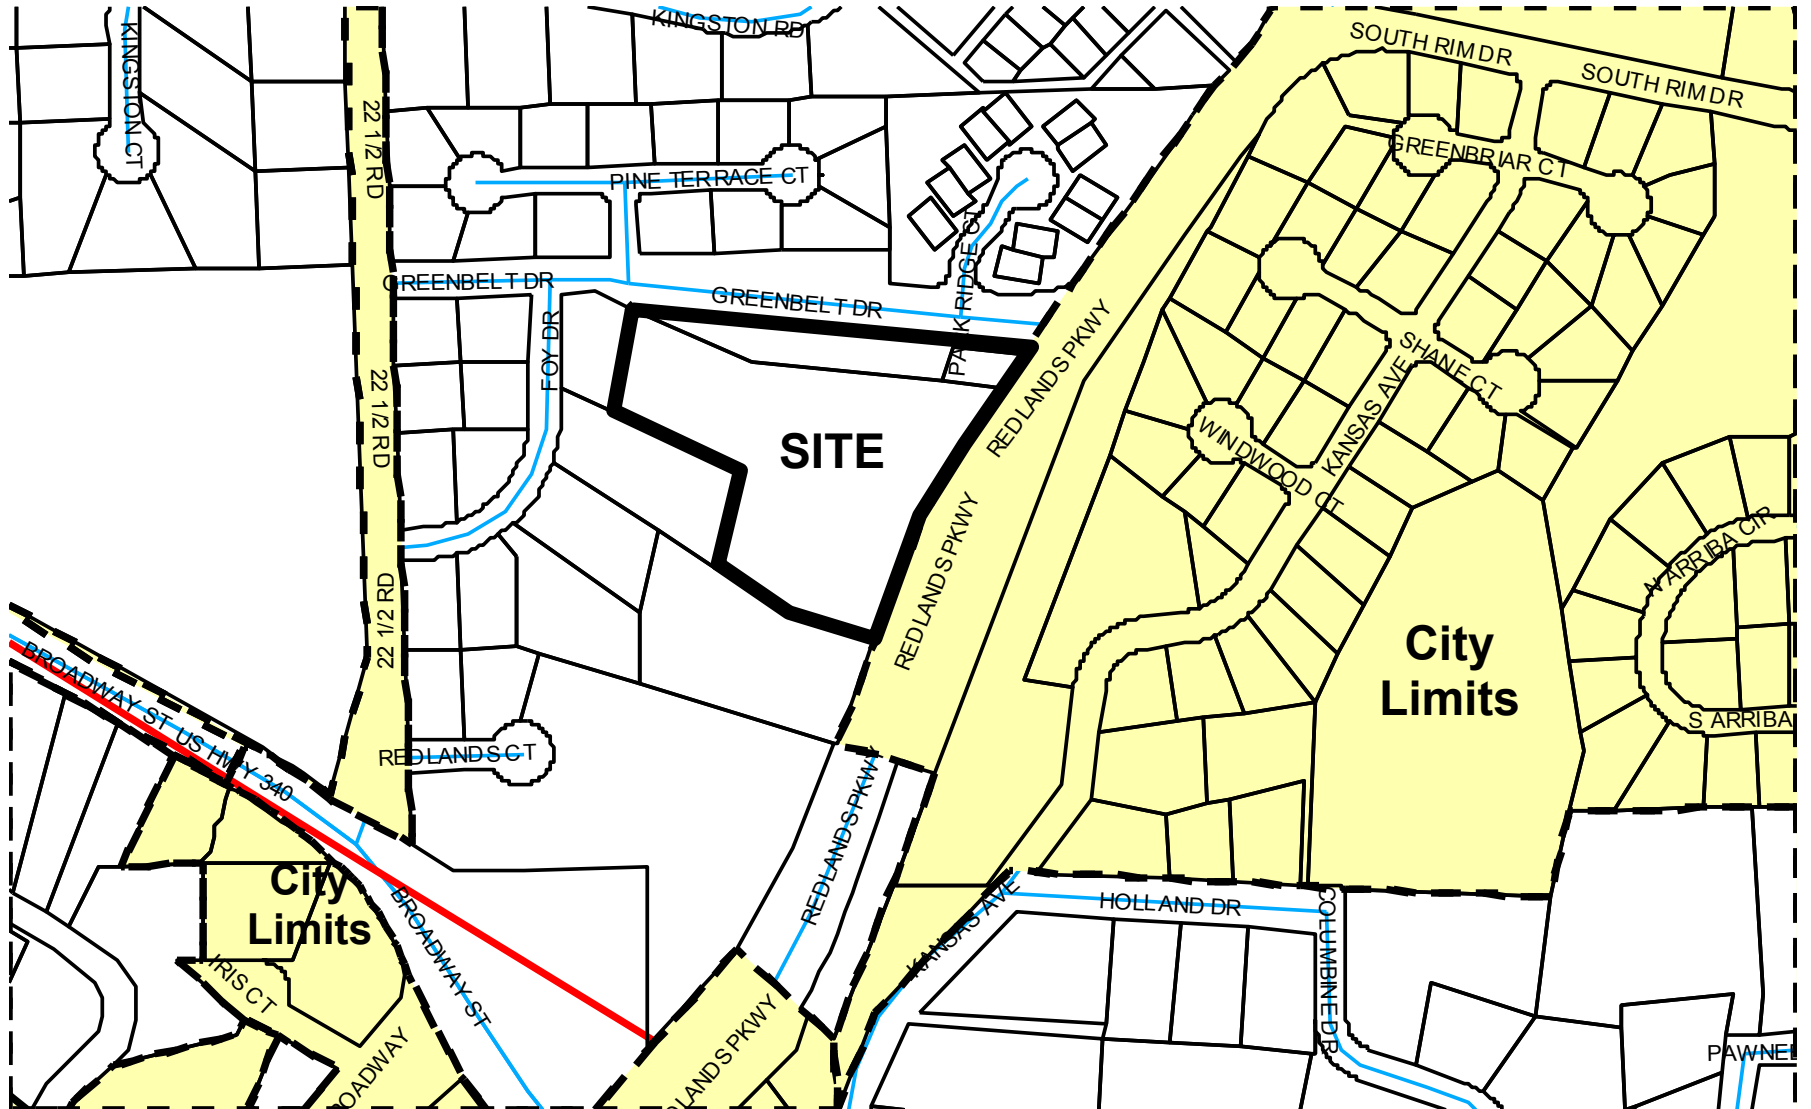 KINGSTON RD
SOUTH RIM DR
SOUTH RIM DR
KINGSTON CT
22 1/2 RD
GREENBRIAR CT
PINE TERRACE CT
PARK RIDGE CT
GREENBELT DR
GREENBELT DR
FOY DR
REDLANDS PKWY
SHANE CT
KANSAS AVE
22 1/2 RD
SITE
WINDWOOD CT
REDLANDS PKWY
N ARRIBA CIR
22 1/2 RD
City
Limits
BROADWAY ST
US HWY 340
S ARRIBA
REDLANDS CT
REDLANDS PKWY
City
Limits
KANSAS AVE
HOLLAND DR
COLUMBINE DR
BROADWAY ST
IRIS CT
PAWNEE
ROADWAY
DLANDS PKWY